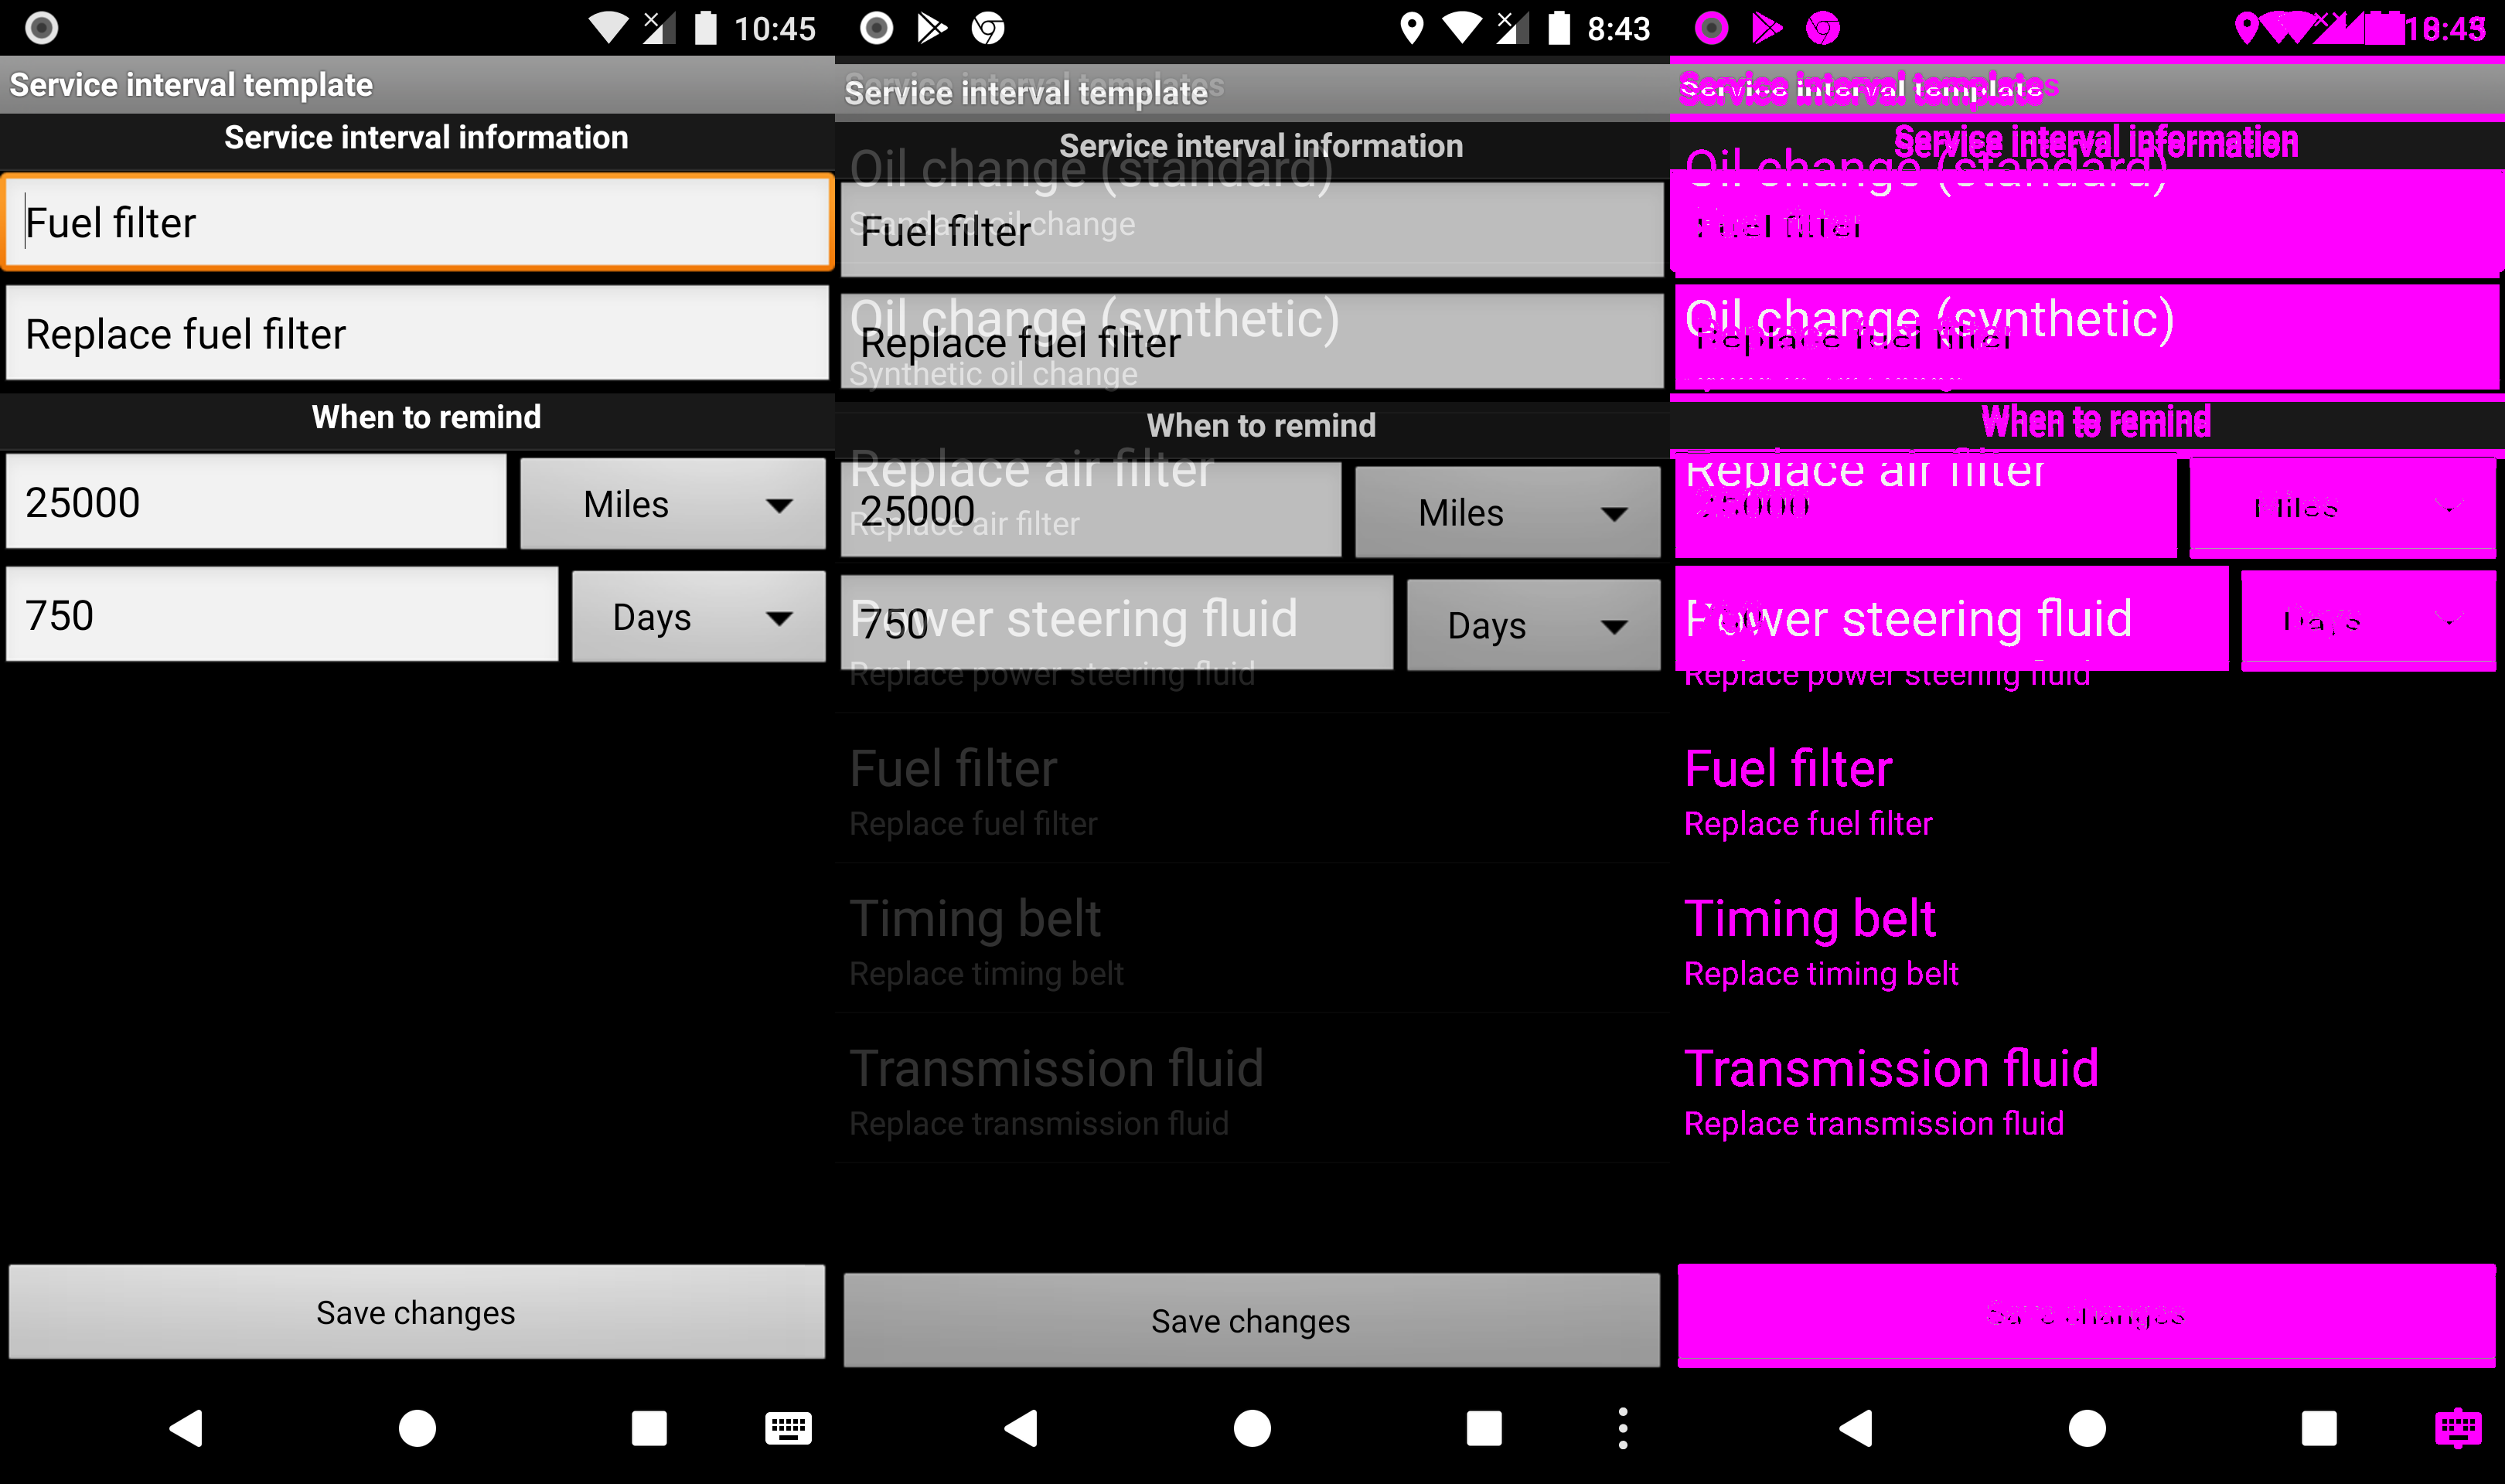 10:45
Service interval template
Service interval information
Fuel filter
Replace fuel filter
When to remind
25000 Miles
750 Days
Save changes
8:43
Service interval templates
Service interval template
Service interval information
Oil change (standard)
Standard oil change
Fuel filter
Oil change (synthetic)
Replace fuel filter
Synthetic oil change
When to remind
Replace air filter
25000 Miles
Replace air filter
Power steering fluid
750 Days
Replace power steering fluid
Fuel filter
Replace fuel filter
Timing belt
Replace timing belt
Transmission fluid
Replace transmission fluid
Save changes
Service interval templates
Service interval template
Service interval information
Oil change (standard)
Fuel filter
Oil change (synthetic)
Replace fuel filter
When to remind
Replace air filter
25000 Miles
Power steering fluid
Days
Replace power steering fluid
Fuel filter
Replace fuel filter
Timing belt
Replace timing belt
Transmission fluid
Replace transmission fluid
Save changes